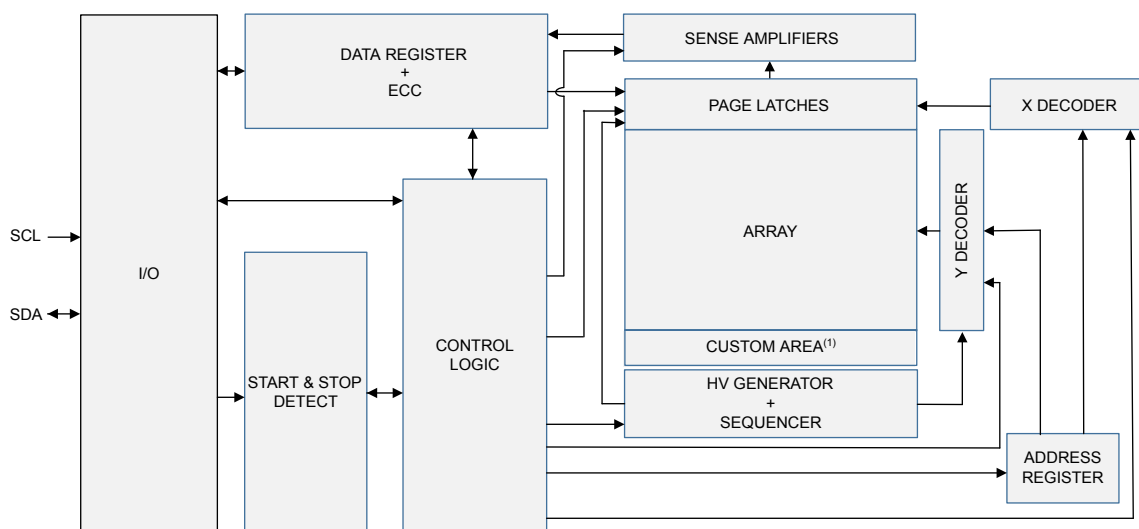 SCL
SDA
I/O
DATA REGISTER
+
ECC
START & STOP
DETECT
CONTROL
LOGIC
SENSE AMPLIFIERS
PAGE LATCHES
ARRAY
CUSTOM AREA(1)
HV GENERATOR
+
SEQUENCER
X DECODER
Y DECODER
ADDRESS
REGISTER